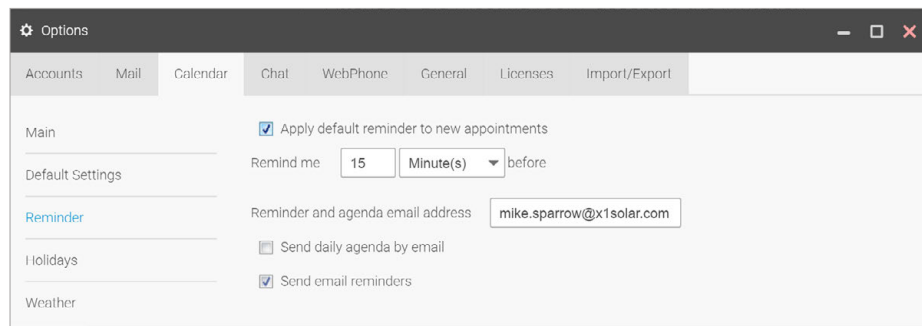 Options
Accounts Mail Calendar Chat WebPhone General Licenses Import/Export
Main
Default Settings
Reminder
Holidays
Weather
Apply default reminder to new appointments
Remind me 15 Minute(s) before
Reminder and agenda email address mike.sparrow@x1solar.com
Send daily agenda by email
Send email reminders